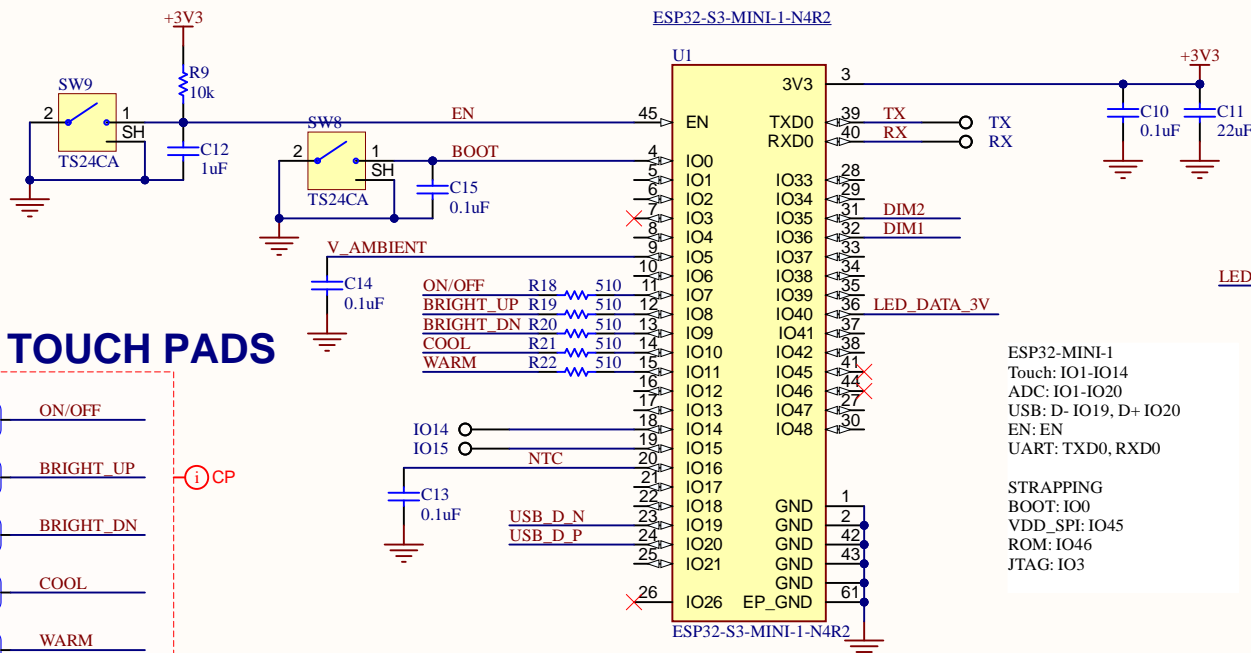 ESP32-S3-MINI-1-N4R2
+3V3
+3V3
U1
SW9
R9
10k
2
1
SH
TS24CA
C12
1uF
EN
45
EN
SW8
2
1
SH
TS24CA
BOOT
C15
0.1uF
4
IO0
5
IO1
6
IO2
7
IO3
8
IO4
V_AMBIENT
9
IO5
C14
0.1uF
10
IO6
ON/OFF
R18
510
11
IO7
BRIGHT_UP
R19
510
12
IO8
BRIGHT_DN
R20
510
13
IO9
COOL
R21
510
14
IO10
WARM
R22
510
15
IO11
16
IO12
17
IO13
IO14
18
IO14
IO15
19
IO15
NTC
20
IO16
C13
0.1uF
21
IO17
22
IO18
USB_D_N
23
IO19
USB_D_P
24
IO20
25
IO21
26
IO26
3V3
3
C10
0.1uF
C11
22uF
TXD0
39
TX
TX
RXD0
40
RX
RX
IO33
28
IO34
29
IO35
31
DIM2
IO36
32
DIM1
IO37
33
IO38
34
IO39
35
IO40
36
LED_DATA_3V
IO41
37
IO42
38
IO45
41
IO46
44
IO47
27
IO48
30
GND
1
GND
2
GND
42
GND
43
GND
EP_GND
61
ESP32-S3-MINI-1-N4R2
LED
ESP32-MINI-1
Touch: IO1-IO14
ADC: IO1-IO20
USB: D- IO19, D+ IO20
EN: EN
UART: TXD0, RXD0
STRAPPING
BOOT: IO0
VDD_SPI: IO45
ROM: IO46
JTAG: IO3
TOUCH PADS
ON/OFF
BRIGHT_UP
i CP
BRIGHT_DN
COOL
WARM